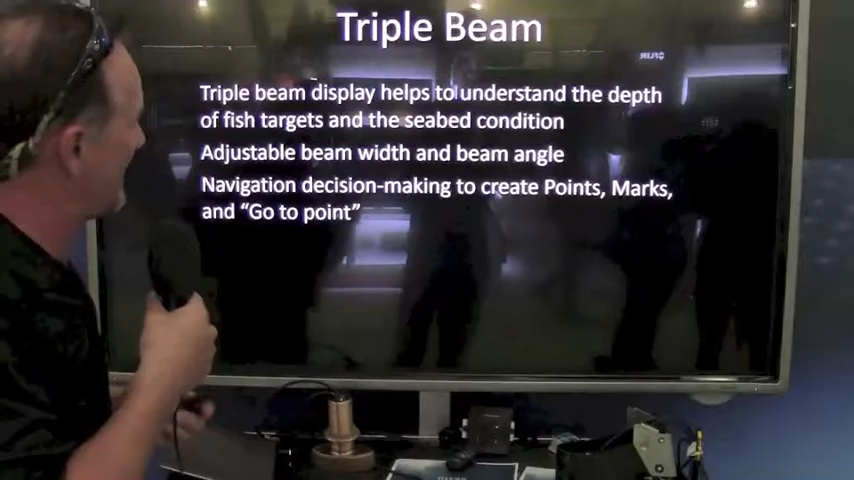 Triple Beam
Triple beam display helps to understand the depth
of fish targets and the seabed condition
Adjustable beam width and beam angle
Navigation decision-making to create Points, Marks,
and “Go to point”